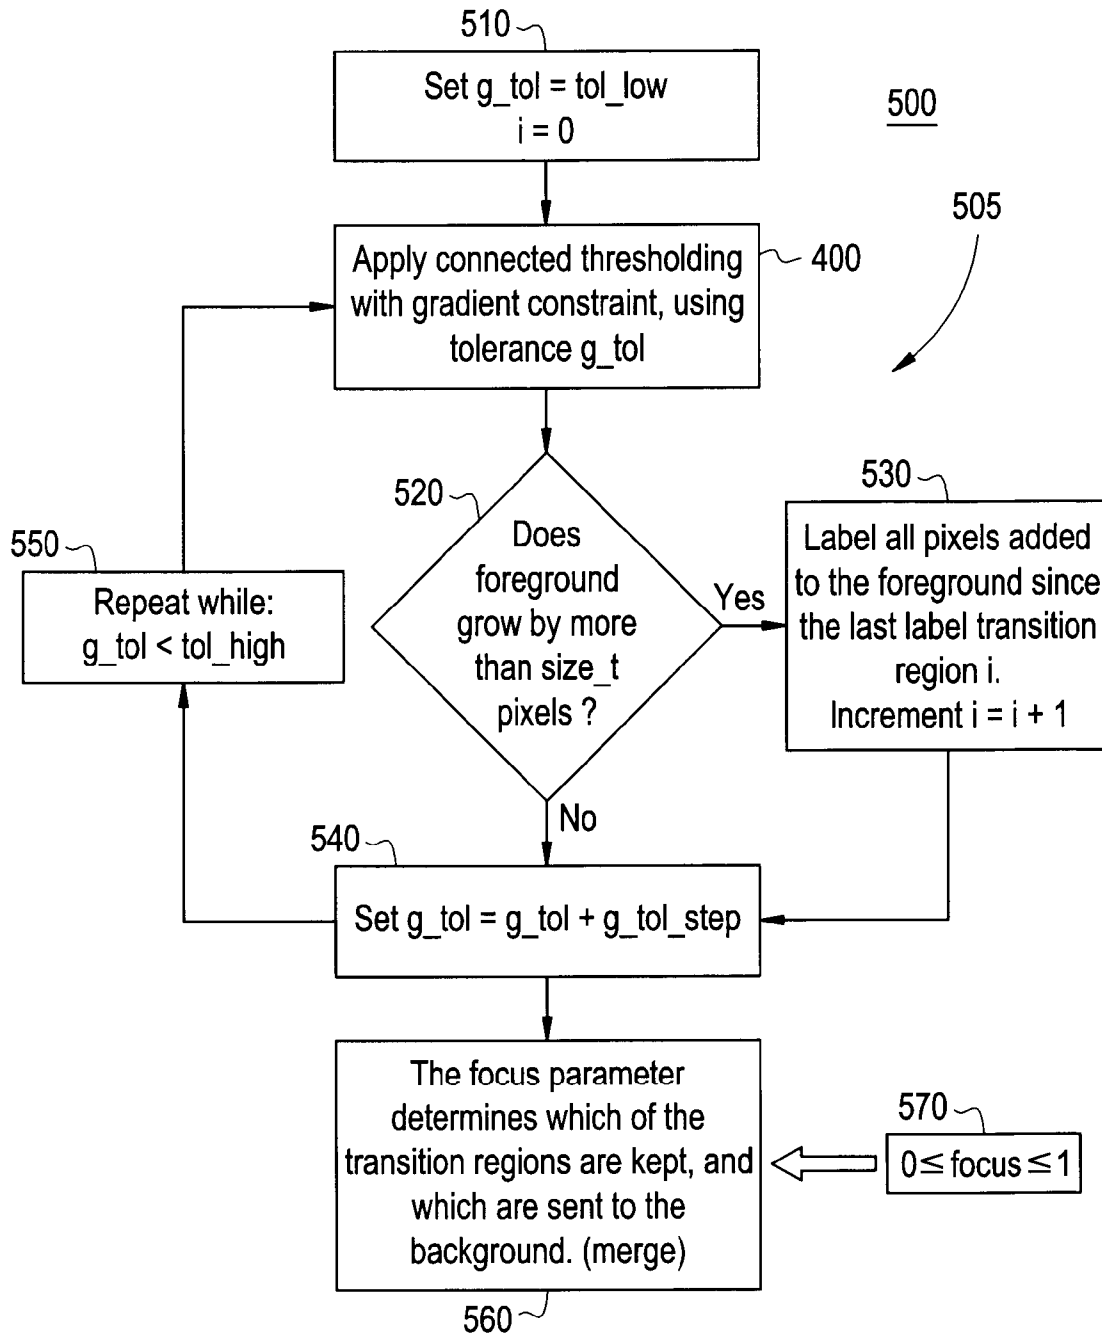 510
Set g_tol = tol_low
i = 0
500
505
Apply connected thresholding
with gradient constraint, using
tolerance g_tol
400
520
Does
foreground
grow by more
than size_t
pixels ?
Yes
530
Label all pixels added
to the foreground since
the last label transition
region i.
Increment i = i + 1
550
Repeat while:
g_tol < tol_high
No
540
Set g_tol = g_tol + g_tol_step
The focus parameter
determines which of the
transition regions are kept, and
which are sent to the
background. (merge)
560
570
0≤ focus ≤1